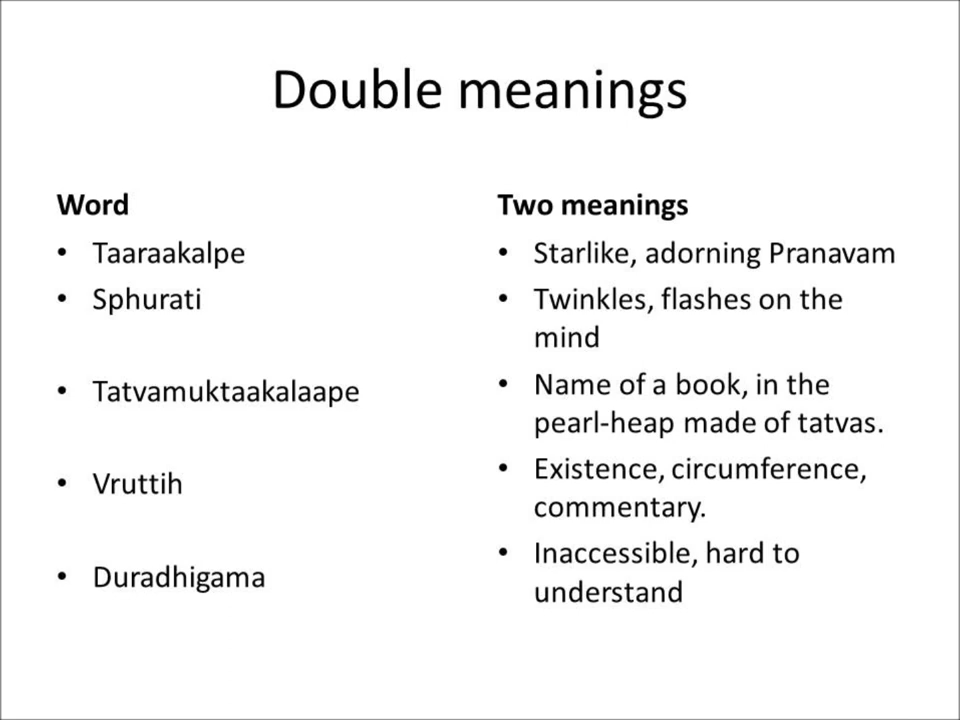 Double meanings
Word
• Taaraakalpe
• Sphurati
• Tatvamuktaakalaape
• Vruttih
• Duradhigama
Two meanings
• Starlike, adorning Pranavam
• Twinkles, flashes on the
mind
• Name of a book, in the
pearl-heap made of tatvas.
• Existence, circumference,
commentary.
• Inaccessible, hard to
understand